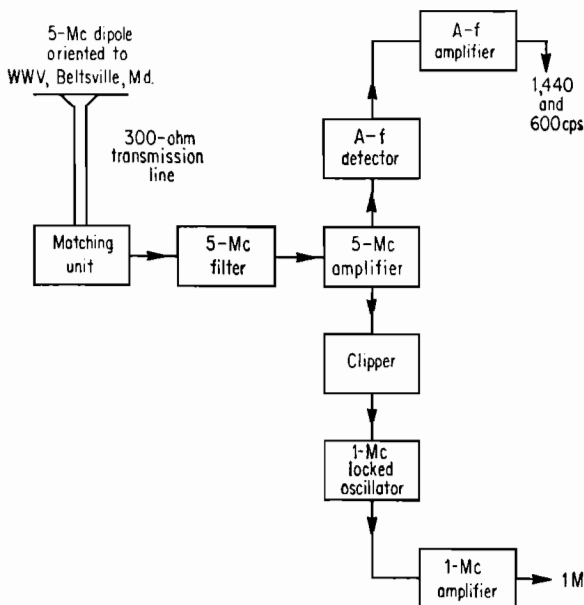 5-Mc dipole
oriented to
WWV, Beltsville, Md.
300-ohm
transmission
line
Matching
unit
5-Mc
filter
5-Mc
amplifier
A-f
detector
A-f
amplifier
1,440
and
600cps
Clipper
1-Mc
locked
oscillator
1-Mc
amplifier
1M